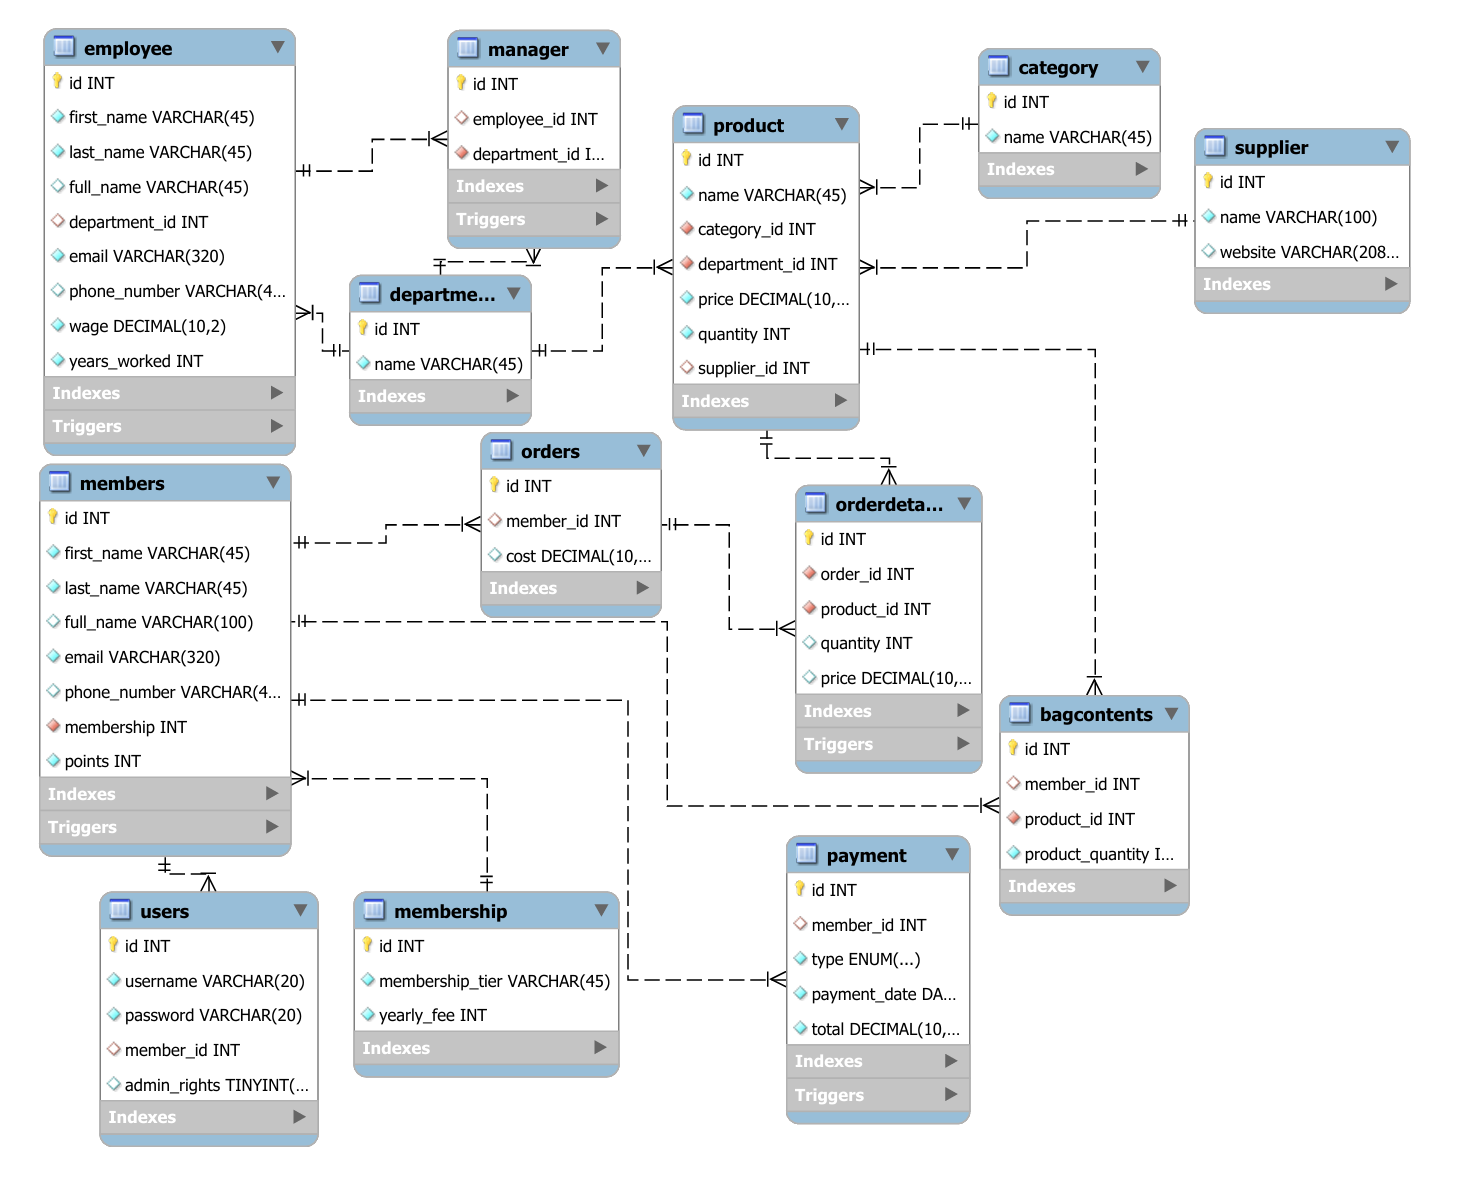 employee
id INT
first_name VARCHAR(45)
last_name VARCHAR(45)
full_name VARCHAR(45)
department_id INT
email VARCHAR(320)
phone_number VARCHAR(4...
wage DECIMAL(10,2)
years_worked INT
Indexes
Triggers
manager
id INT
employee_id INT
department_id I...
Indexes
Triggers
departme...
id INT
name VARCHAR(45)
Indexes
product
id INT
name VARCHAR(45)
category_id INT
department_id INT
price DECIMAL(10,...
quantity INT
supplier_id INT
Indexes
category
id INT
name VARCHAR(45)
Indexes
supplier
id INT
name VARCHAR(100)
website VARCHAR(208...
Indexes
members
id INT
first_name VARCHAR(45)
last_name VARCHAR(45)
full_name VARCHAR(100)
email VARCHAR(320)
phone_number VARCHAR(4...
membership INT
points INT
Indexes
Triggers
orders
id INT
member_id INT
cost DECIMAL(10,...
Indexes
orderdeta...
id INT
order_id INT
product_id INT
quantity INT
price DECIMAL(10,...
Indexes
Triggers
bagcontents
id INT
member_id INT
product_id INT
product_quantity I...
Indexes
users
id INT
username VARCHAR(20)
password VARCHAR(20)
member_id INT
admin_rights TINYINT(...
Indexes
membership
id INT
membership_tier VARCHAR(45)
yearly_fee INT
Indexes
payment
id INT
member_id INT
type ENUM(...)
payment_date DA...
total DECIMAL(10,...
Indexes
Triggers